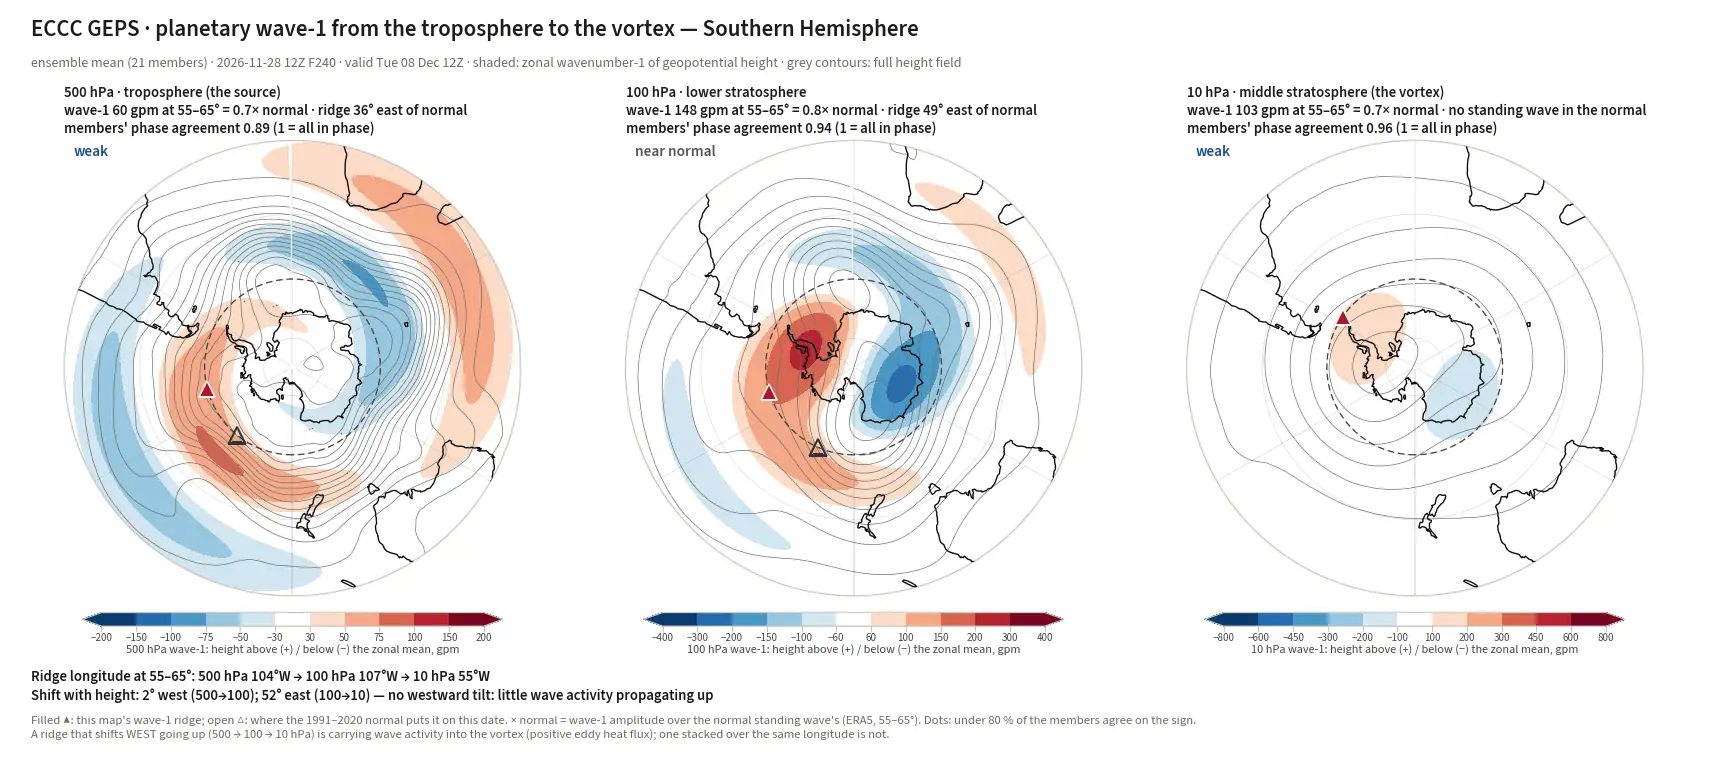 ECCC GEPS · planetary wave-1 from the troposphere to the vortex — Southern Hemisphere
ensemble mean (21 members) · 2026-11-28 12Z F240 · valid Tue 08 Dec 12Z · shaded: zonal wavenumber-1 of geopotential height · grey contours: full height field
500 hPa · troposphere (the source)
wave-1 60 gpm at 55–65° = 0.7× normal · ridge 36° east of normal
members' phase agreement 0.89 (1 = all in phase)
weak
100 hPa · lower stratosphere
wave-1 148 gpm at 55–65° = 0.8× normal · ridge 49° east of normal
members' phase agreement 0.94 (1 = all in phase)
near normal
10 hPa · middle stratosphere (the vortex)
wave-1 103 gpm at 55–65° = 0.7× normal · no standing wave in the normal
members' phase agreement 0.96 (1 = all in phase)
weak
−200 −150 −100 −75 −50 −30 30 50 75 100 150 200
500 hPa wave-1: height above (+) / below (−) the zonal mean, gpm
−400 −300 −200 −150 −100 −60 60 100 150 200 300 400
100 hPa wave-1: height above (+) / below (−) the zonal mean, gpm
−800 −600 −450 −300 −200 −100 100 200 300 450 600 800
10 hPa wave-1: height above (+) / below (−) the zonal mean, gpm
Ridge longitude at 55–65°: 500 hPa 104°W → 100 hPa 107°W → 10 hPa 55°W
Shift with height: 2° west (500→100); 52° east (100→10) — no westward tilt: little wave activity propagating up
Filled ▲: this map's wave-1 ridge; open △: where the 1991–2020 normal puts it on this date. × normal = wave-1 amplitude over the normal standing wave's (ERA5, 55–65°). Dots: under 80 % of the members agree on the sign.
A ridge that shifts WEST going up (500 → 100 → 10 hPa) is carrying wave activity into the vortex (positive eddy heat flux); one stacked over the same longitude is not.